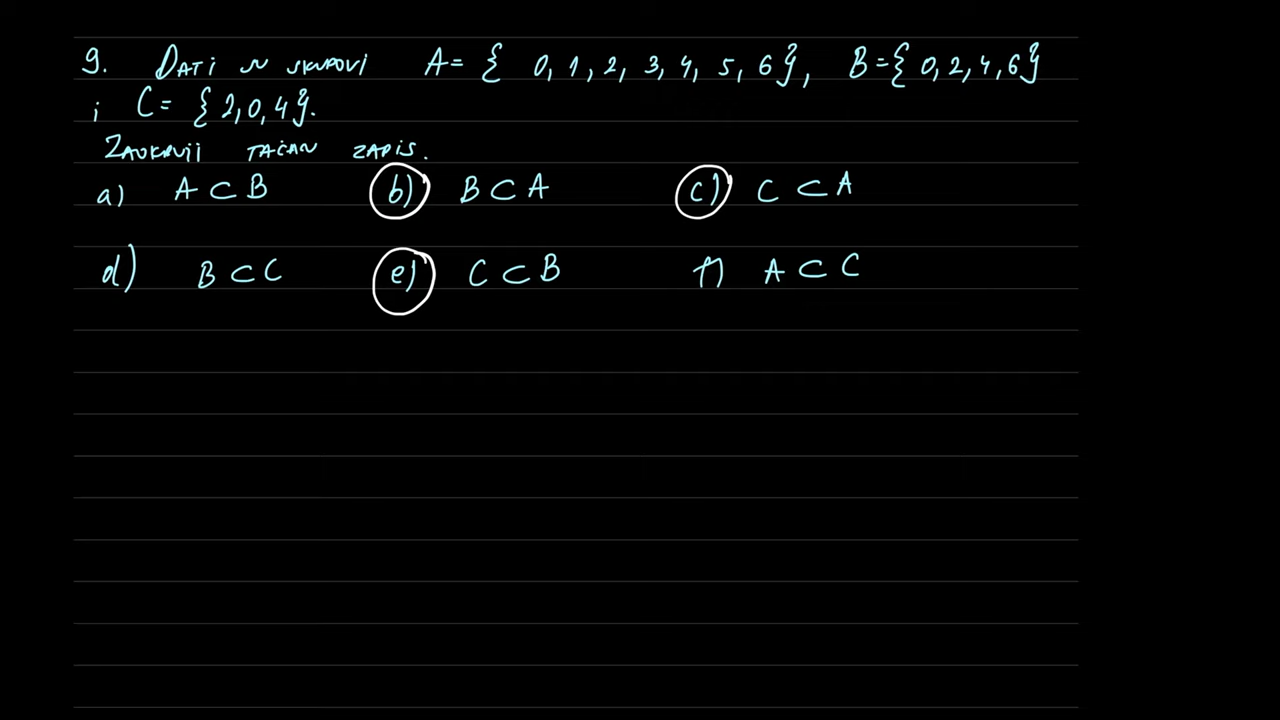 9. DATI SU SKUPOVI A = { 0, 1, 2, 3, 4, 5, 6 }, B = { 0, 2, 4, 6 }
i C = { 2, 0, 4 }.
ZAOKRUŽI TAČAN ZAPIS.
a) A ⊂ B b) B ⊂ A c) C ⊂ A
d) B ⊂ C e) C ⊂ B f) A ⊂ C